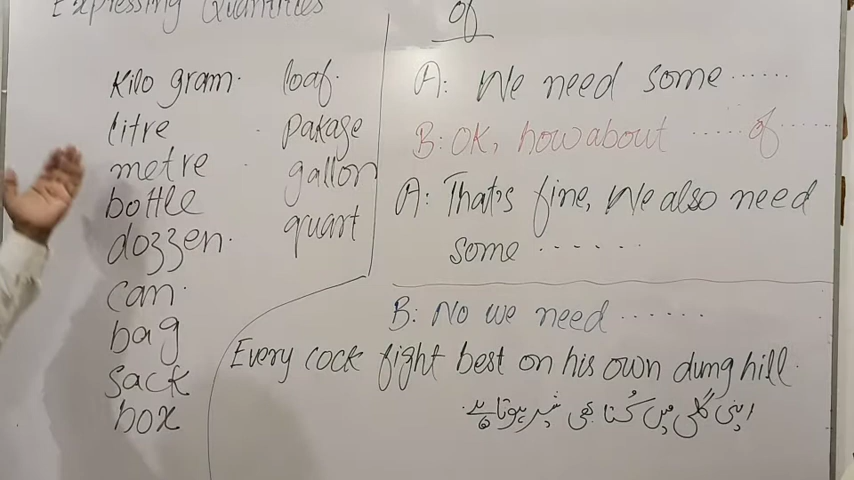 Expressing Quantities
Kilo gram.
litre
metre
bottle
dozzen.
can.
bag
sack
box
loaf.
pakage
gallon
quart
of
A: We need some ......
B: OK, how about ..... of .....
A: That's fine, We also need
some ......
B: No we need ......
Every cock fight best on his own dung hill.
اپنی گلی میں کُتا بھی شیر ہوتا ہے.